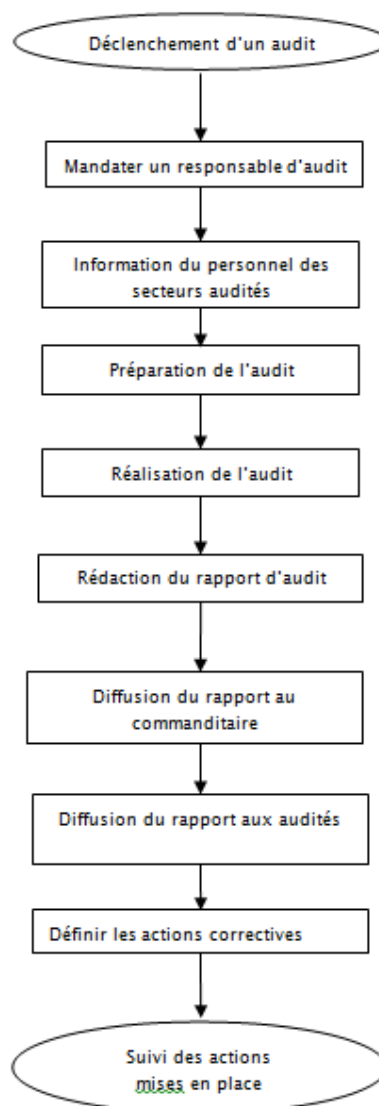 Déclenchement d'un audit
Mandater un responsable d'audit
Information du personnel des
secteurs audités
Préparation de l'audit
Réalisation de l'audit
Rédaction du rapport d'audit
Diffusion du rapport au
commanditaire
Diffusion du rapport aux audités
Définir les actions correctives
Suivi des actions
mises en place